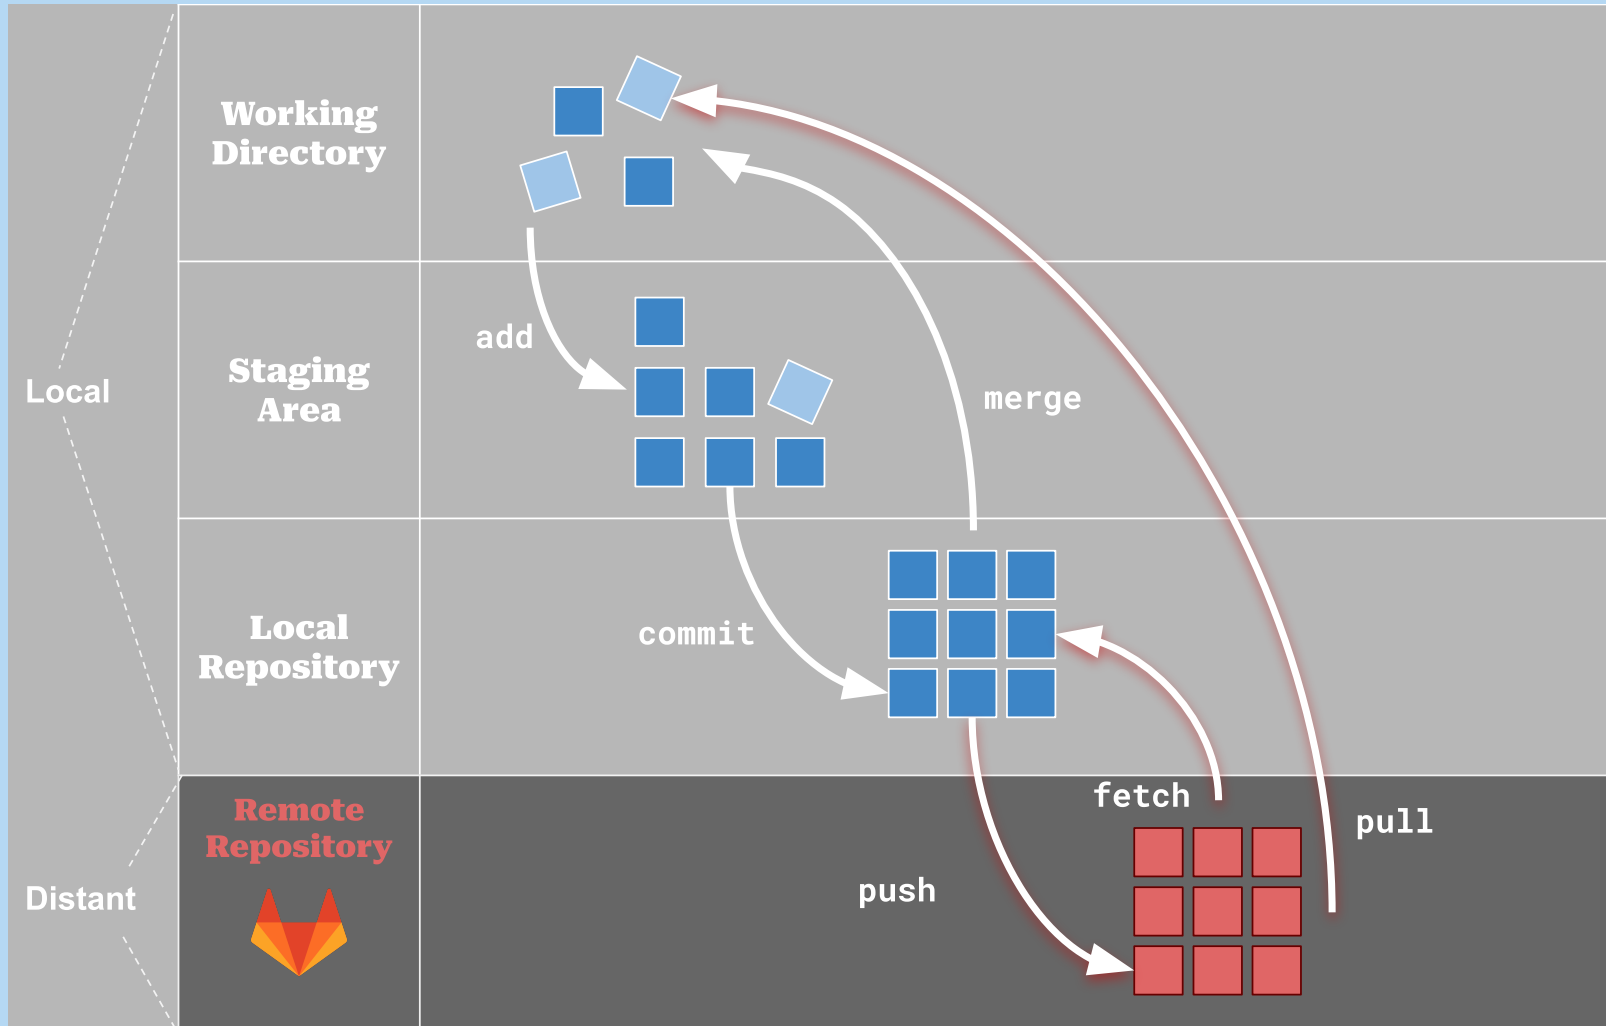 Working
Directory
add
Staging
Area
Local
merge
Local
Repository
commit
Remote
Repository
fetch
pull
push
Distant